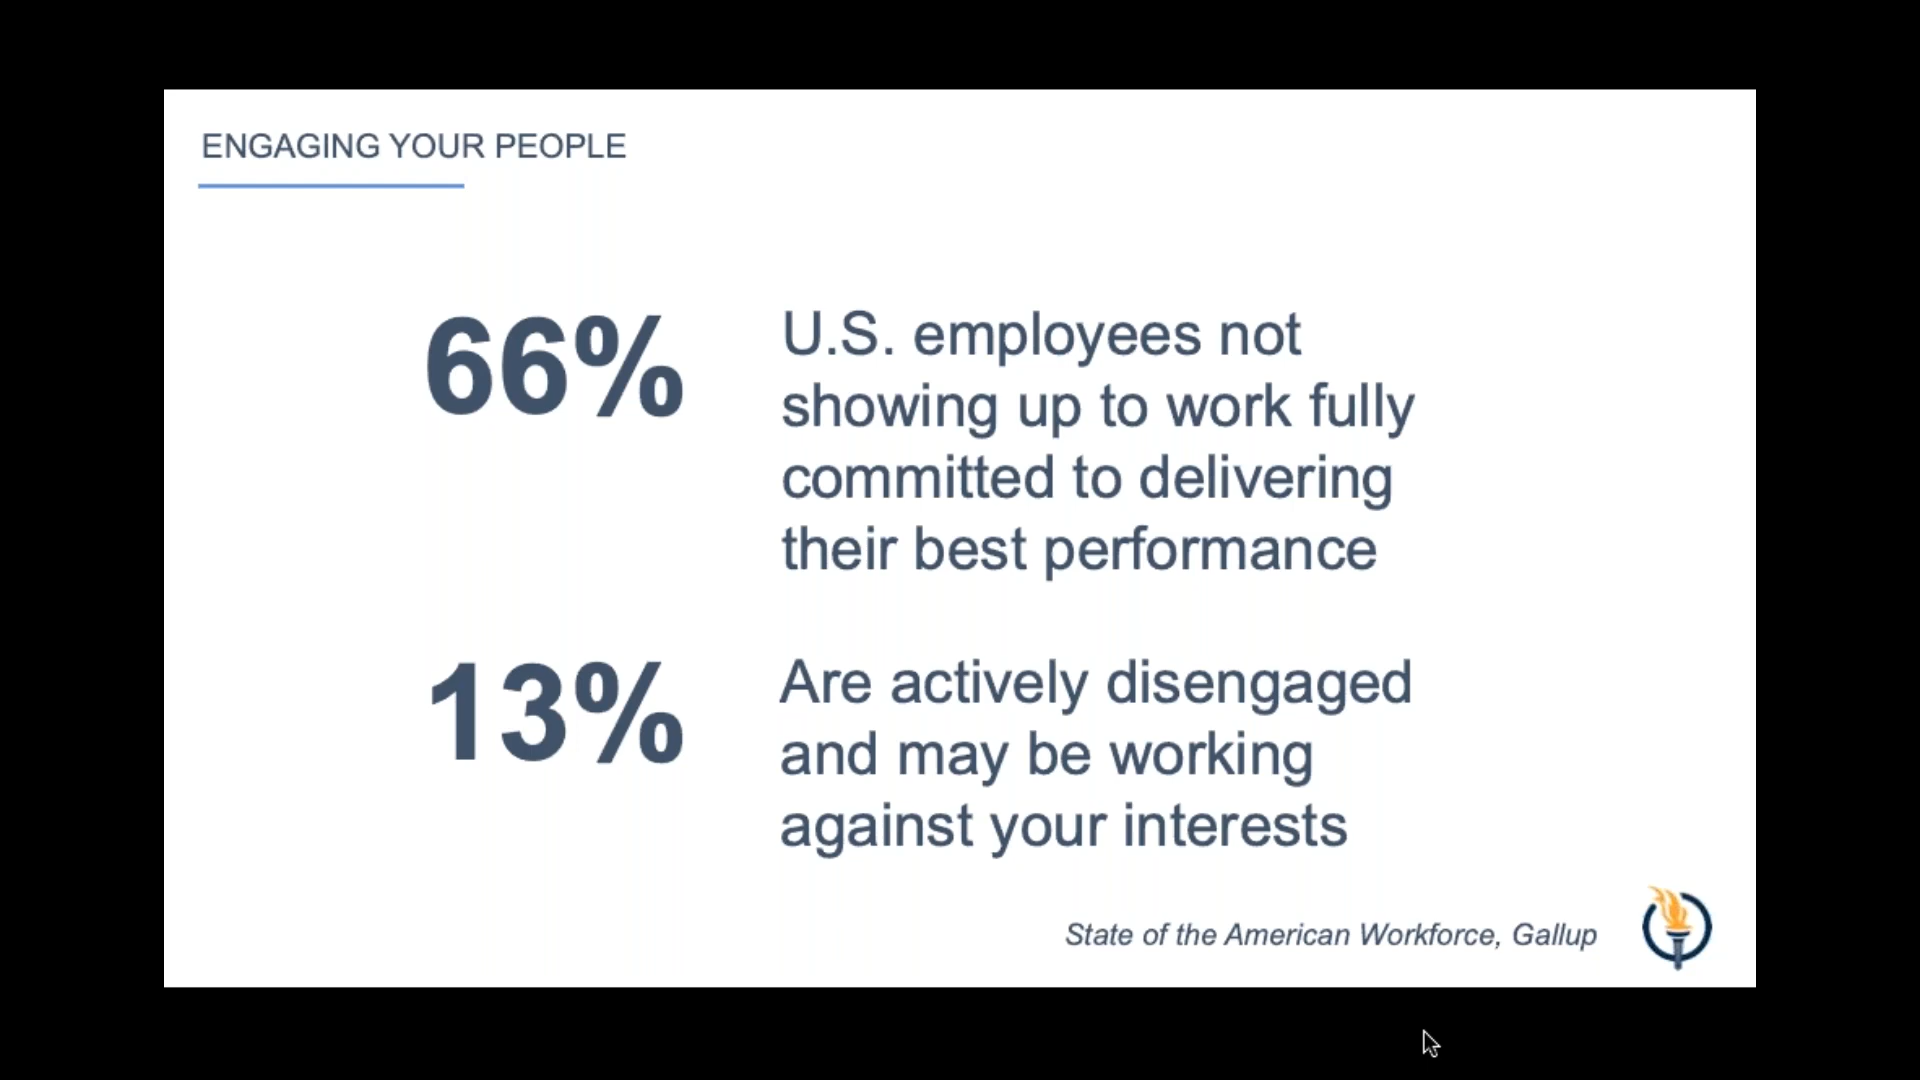 ENGAGING YOUR PEOPLE
66%
U.S. employees not
showing up to work fully
committed to delivering
their best performance
13%
Are actively disengaged
and may be working
against your interests
State of the American Workforce, Gallup